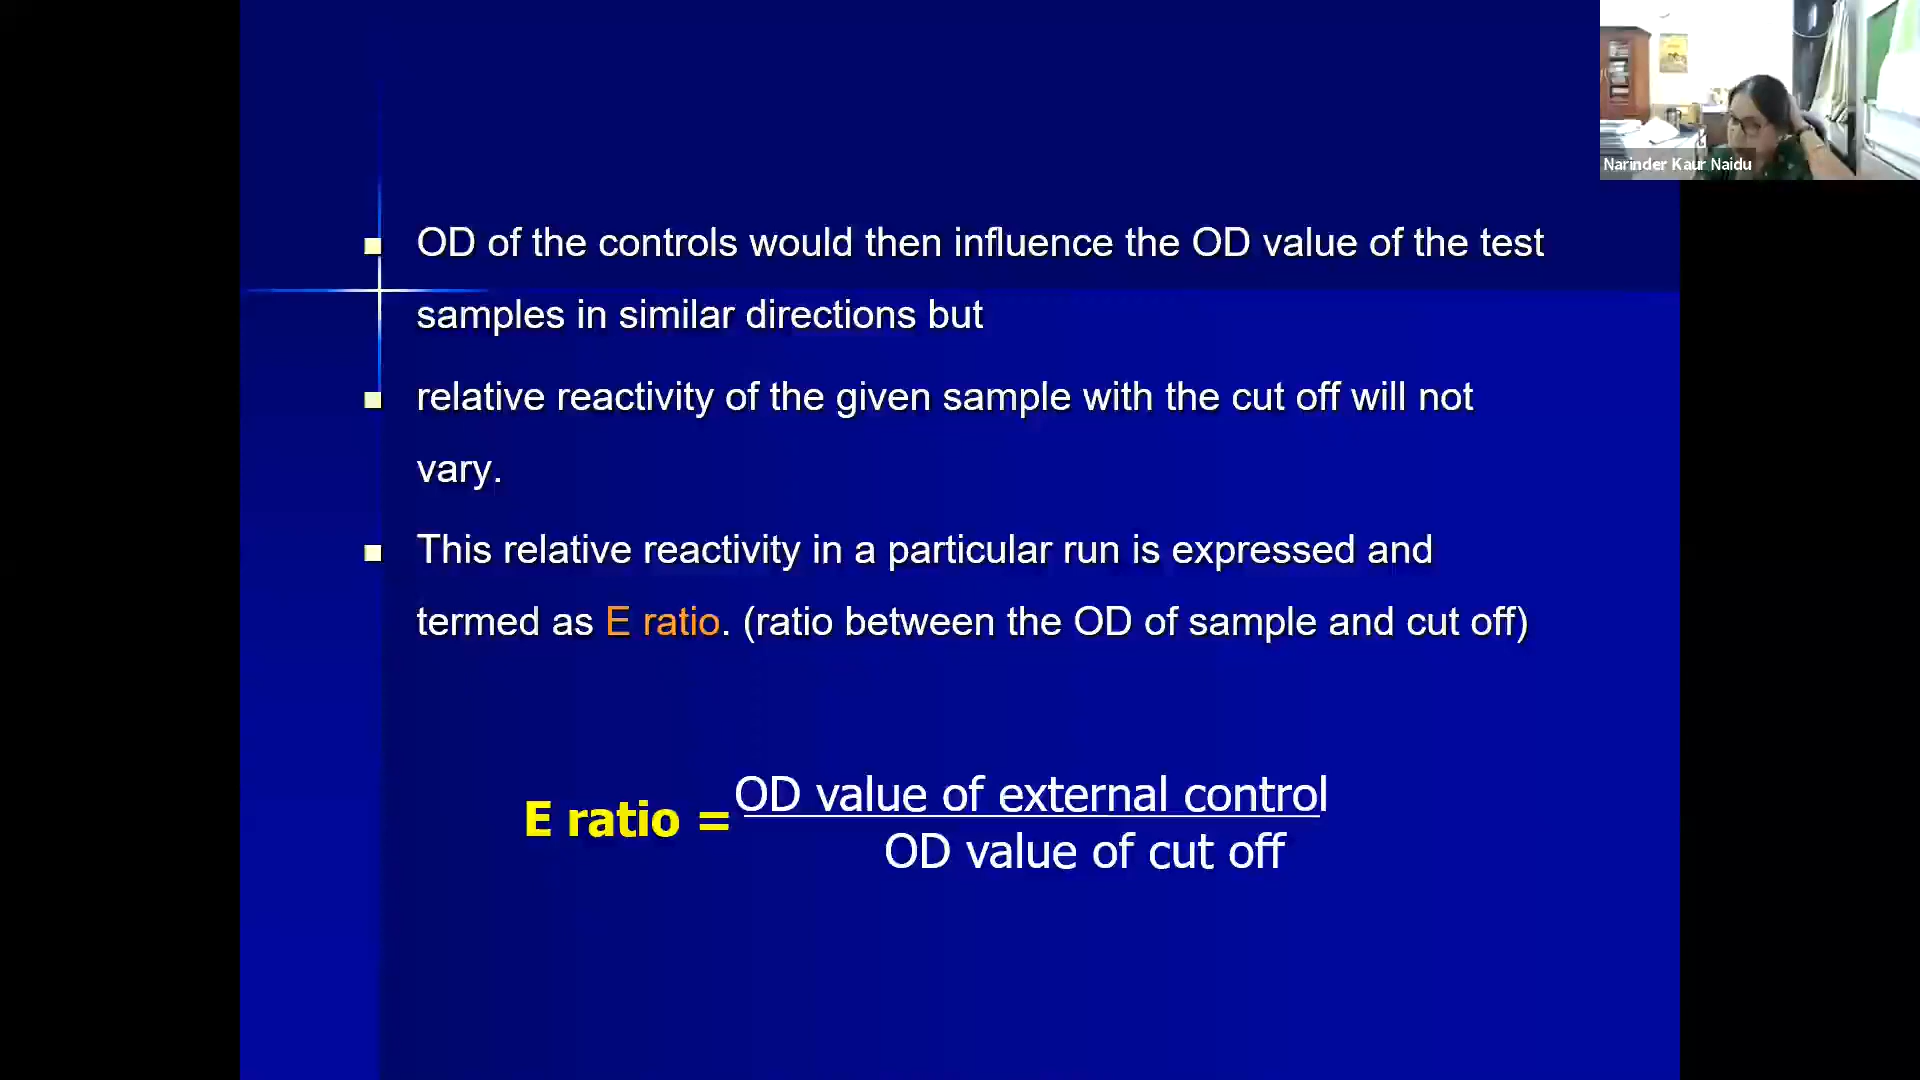 Narinder Kaur Naidu
OD of the controls would then influence the OD value of the test
samples in similar directions but
relative reactivity of the given sample with the cut off will not
vary.
This relative reactivity in a particular run is expressed and
termed as E ratio. (ratio between the OD of sample and cut off)
E ratio = OD value of external control
OD value of cut off